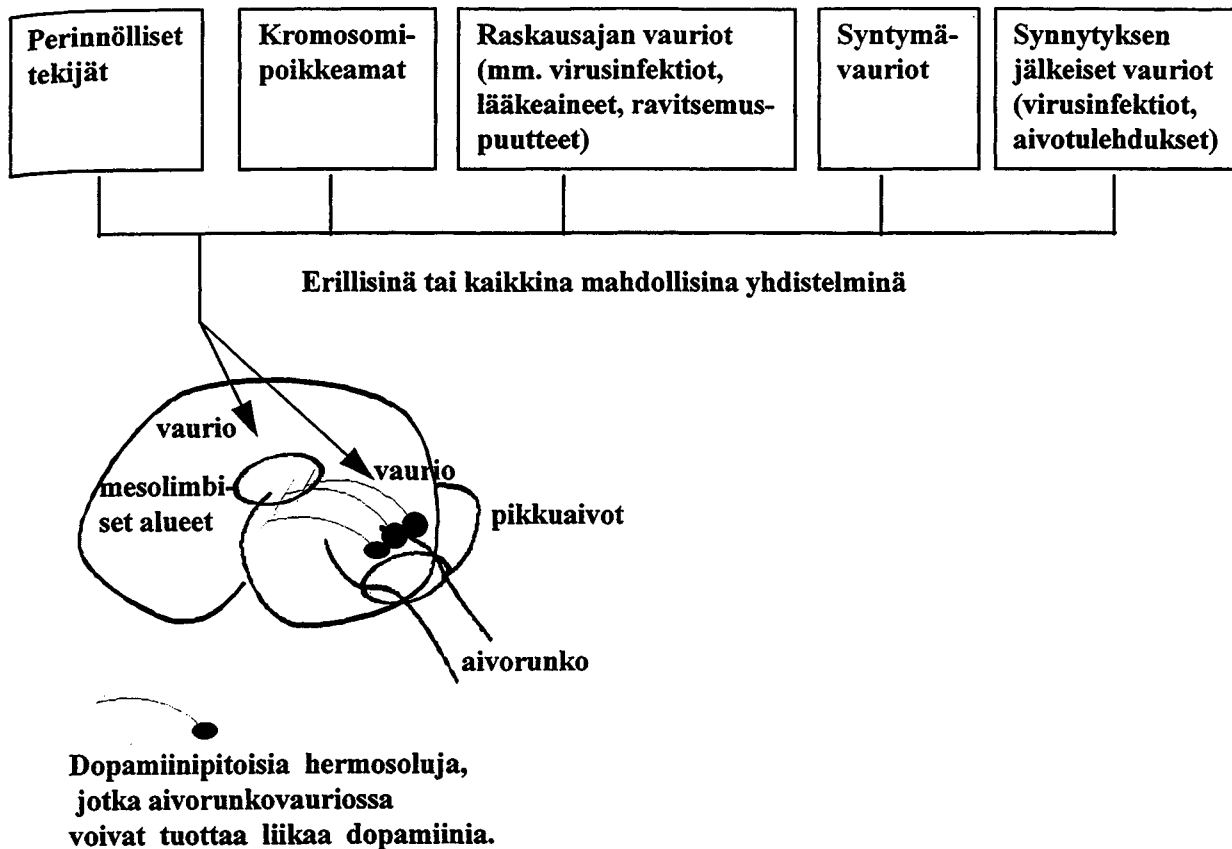 Perinnölliset
tekijät
Kromosomi-
poikkeamat
Raskausajan vauriot
(mm. virusinfektiot,
lääkeaineet, ravitsemus-
puutteet)
Syntymä-
vauriot
Synnytyksen
jälkeiset vauriot
(virusinfektiot,
aivotulehdukset)
Erillisinä tai kaikkina mahdollisina yhdistelminä
vaurio
vaurio
mesolimbi-
set alueet
pikkuaivot
aivorunko
Dopamiinipitoisia hermosoluja,
jotka aivorunkovauriossa
voivat tuottaa liikaa dopamiinia.